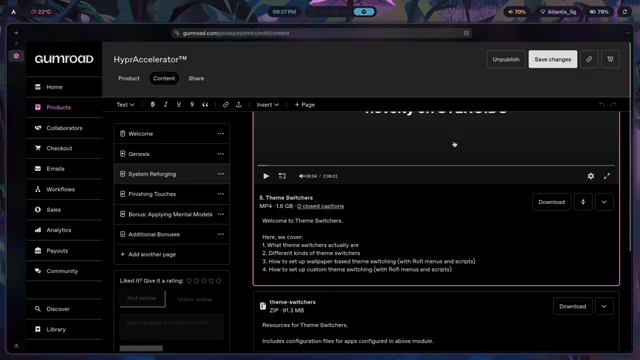 22°C
09:37 PM
70%
Atlantis_5g
79%
gumroad.com/products/dmtrz/edit/content
gumroad
HyprAccelerator™
Unpublish
Save changes
Product
Content
Share
Home
Products
Collaborators
Checkout
Emails
Workflows
Sales
Analytics
Payouts
Community
Discover
Library
Text
B
I
U
S
Insert
+ Page
Welcome
Genesis
System Reforging
Finishing Touches
Bonus: Applying Mental Models
Additional Bonuses
+ Add another page
Liked it? Give it a rating:
Text review
Video review
00:04 / 2:08:01
5. Theme Switchers
MP4 · 1.6 GB · 0 closed captions
Download
Welcome to Theme Switchers.
Here, we cover:
1. What theme switchers actually are
2. Different kinds of theme switchers
3. How to set up wallpaper-based theme switching (with Rofi menus and scripts)
4. How to set up custom theme switching (with Rofi menus and scripts)
theme-switchers
ZIP · 91.3 MB
Download
Resources for Theme Switchers.
Includes configuration files for apps configured in above module.